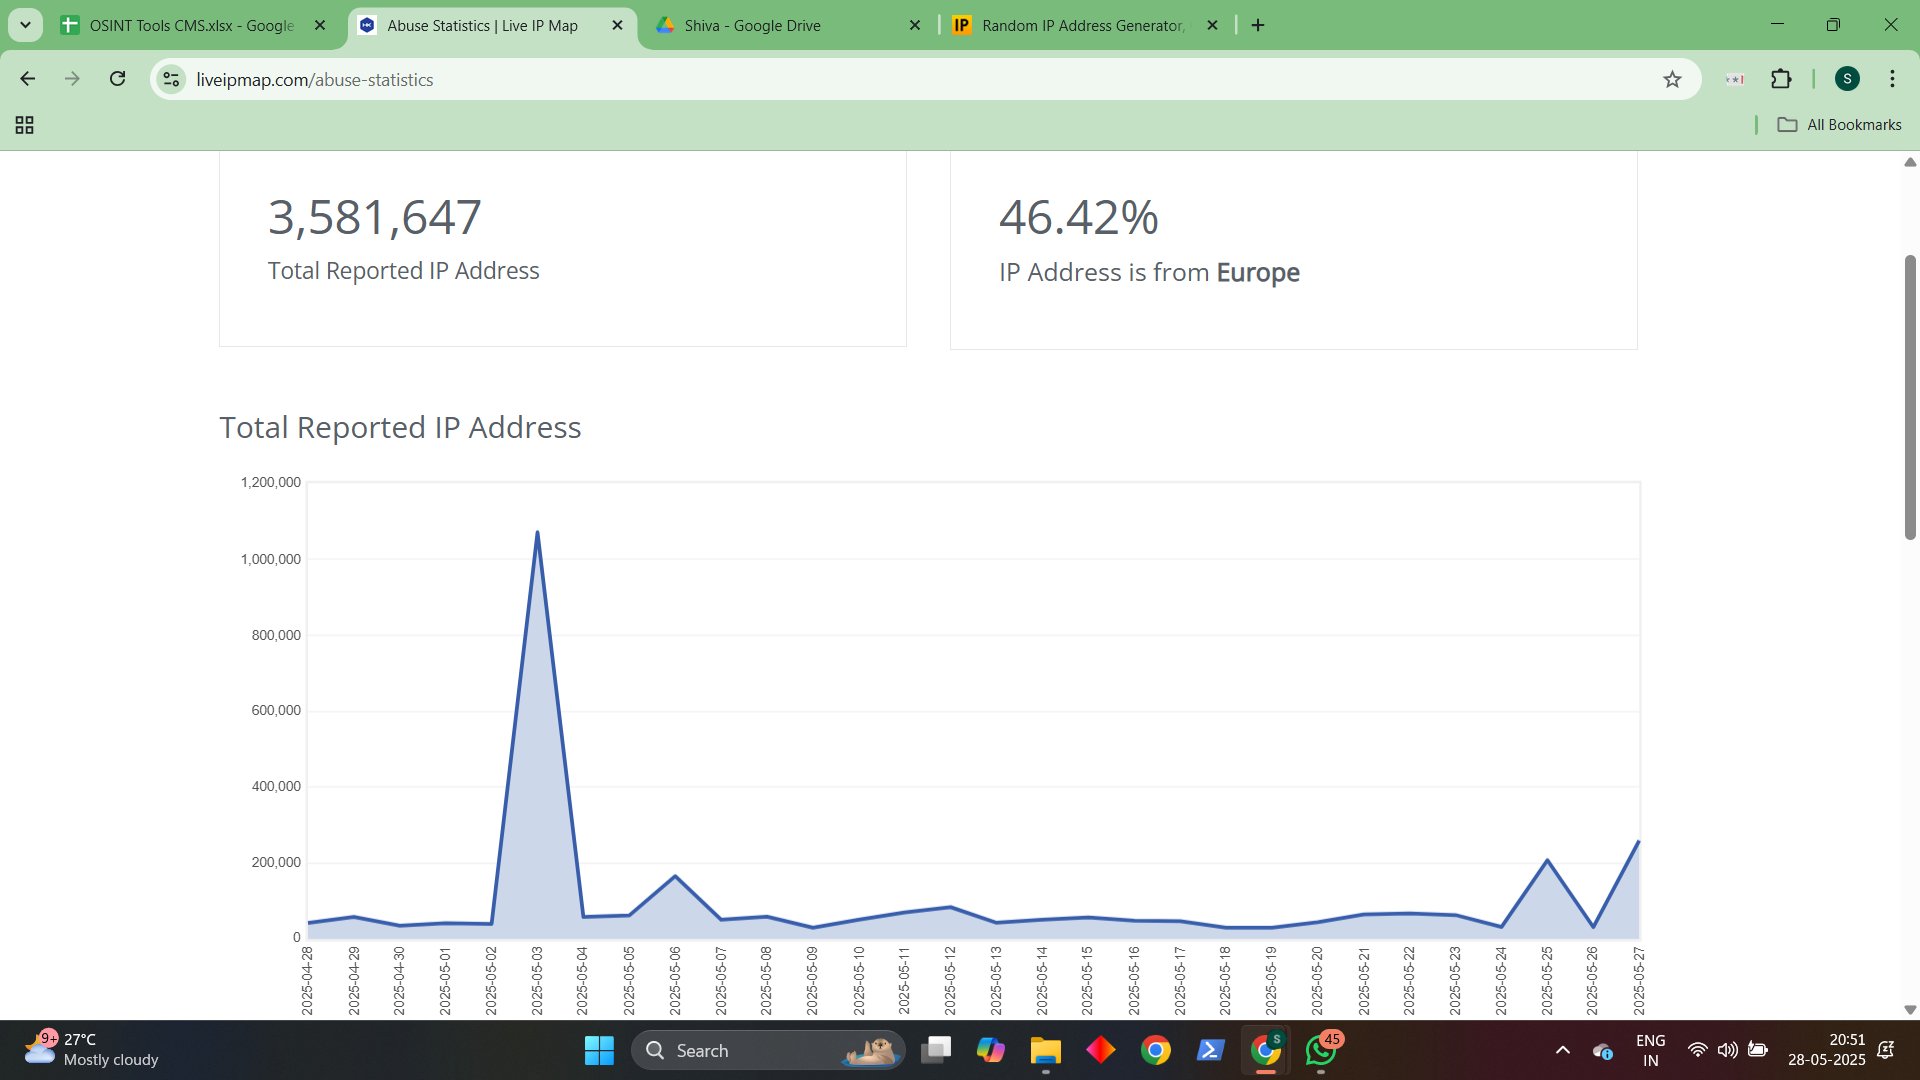 OSINT Tools CMS.xlsx - Google
Abuse Statistics | Live IP Map
Shiva - Google Drive
IP
Random IP Address Generator,
liveipmap.com/abuse-statistics
S
All Bookmarks
3,581,647
Total Reported IP Address
46.42%
IP Address is from Europe
Total Reported IP Address
1,200,000
1,000,000
800,000
600,000
400,000
200,000
0
2025-04-28
2025-04-29
2025-04-30
2025-05-01
2025-05-02
2025-05-03
2025-05-04
2025-05-05
2025-05-06
2025-05-07
2025-05-08
2025-05-09
2025-05-10
2025-05-11
2025-05-12
2025-05-13
2025-05-14
2025-05-15
2025-05-16
2025-05-17
2025-05-18
2025-05-19
2025-05-20
2025-05-21
2025-05-22
2025-05-23
2025-05-24
2025-05-25
2025-05-26
2025-05-27
9+
27°C
Mostly cloudy
Search
S
45
ENG
IN
20:51
28-05-2025